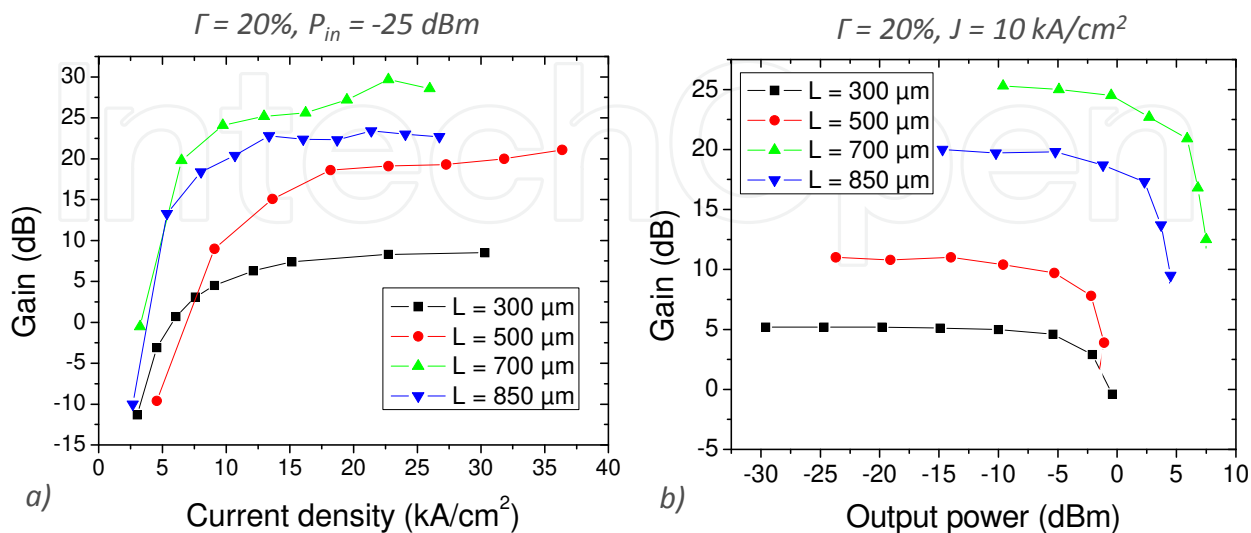 Γ = 20%, P_in = -25 dBm
Γ = 20%, J = 10 kA/cm²
IntechOpen
30
25
20
15
10
5
0
-5
-10
-15
Gain (dB)
L = 300 µm
L = 500 µm
L = 700 µm
L = 850 µm
0 5 10 15 20 25 30 35 40
Current density (kA/cm²)
a)
25
20
15
10
5
0
-5
Gain (dB)
L = 300 µm
L = 500 µm
L = 700 µm
L = 850 µm
-30 -25 -20 -15 -10 -5 0 5 10
Output power (dBm)
b)